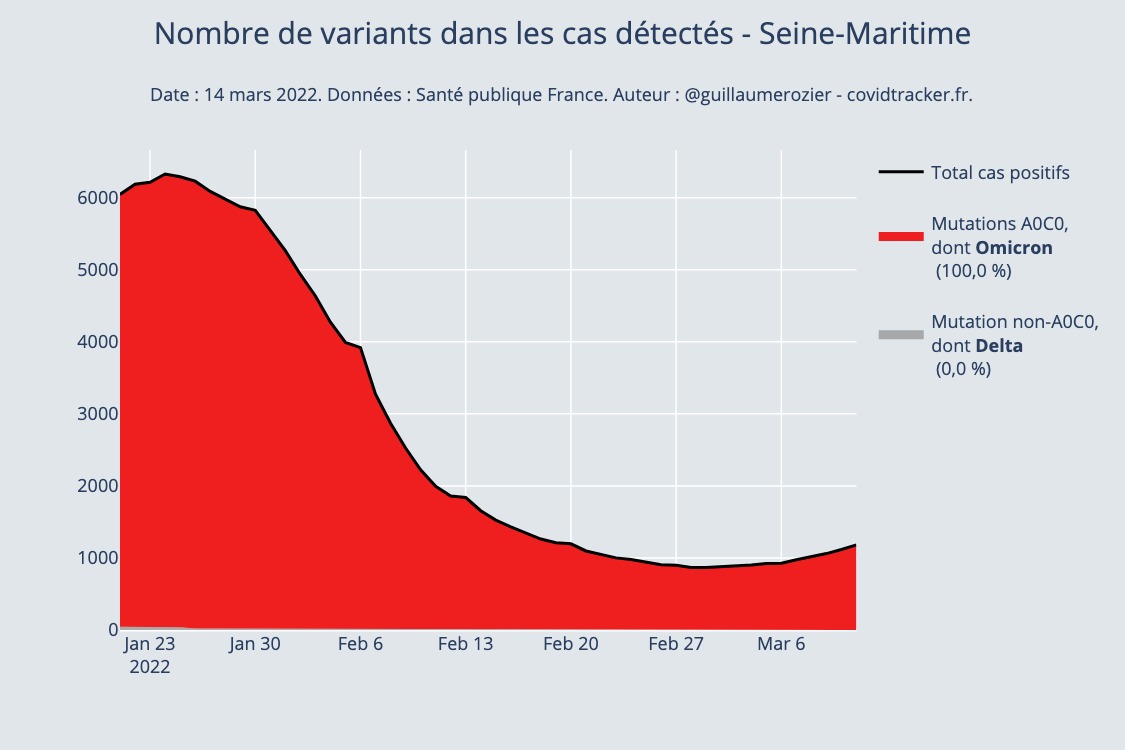 Nombre de variants dans les cas détectés - Seine-Maritime
Date : 14 mars 2022. Données : Santé publique France. Auteur : @guillaumerozier - covidtracker.fr.
Total cas positifs
Mutations A0C0,
dont Omicron
(100,0 %)
Mutation non-A0C0,
dont Delta
(0,0 %)
6000
5000
4000
3000
2000
1000
0
Jan 23
2022
Jan 30
Feb 6
Feb 13
Feb 20
Feb 27
Mar 6